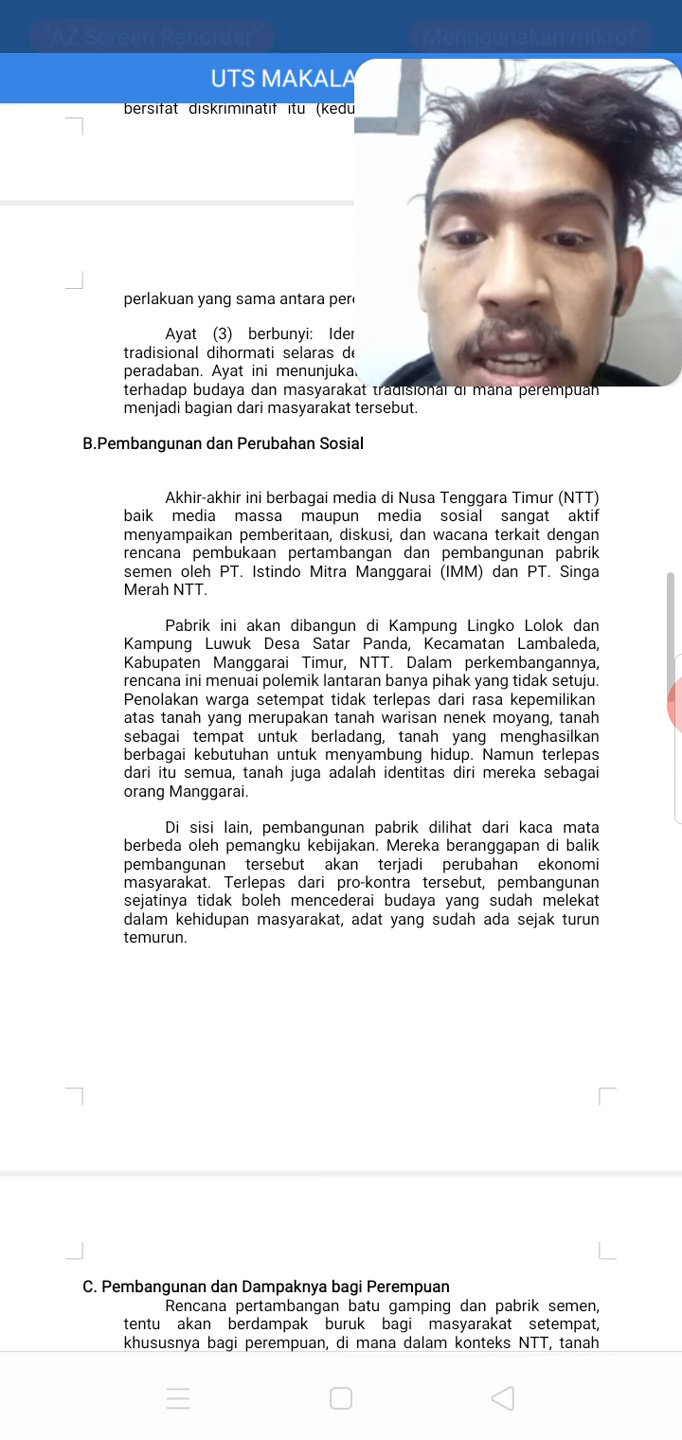 "AZ Screen Recorder"
Menggunakan mikrof
UTS MAKALA
bersifat diskriminatif itu (kedu
perlakuan yang sama antara per
Ayat (3) berbunyi: Iden
tradisional dihormati selaras de
peradaban. Ayat ini menunjuka
terhadap budaya dan masyarakat tradisional di mana perempuan
menjadi bagian dari masyarakat tersebut.
B.Pembangunan dan Perubahan Sosial
Akhir-akhir ini berbagai media di Nusa Tenggara Timur (NTT)
baik media massa maupun media sosial sangat aktif
menyampaikan pemberitaan, diskusi, dan wacana terkait dengan
rencana pembukaan pertambangan dan pembangunan pabrik
semen oleh PT. Istindo Mitra Manggarai (IMM) dan PT. Singa
Merah NTT.
Pabrik ini akan dibangun di Kampung Lingko Lolok dan
Kampung Luwuk Desa Satar Panda, Kecamatan Lambaleda,
Kabupaten Manggarai Timur, NTT. Dalam perkembangannya,
rencana ini menuai polemik lantaran banya pihak yang tidak setuju.
Penolakan warga setempat tidak terlepas dari rasa kepemilikan
atas tanah yang merupakan tanah warisan nenek moyang, tanah
sebagai tempat untuk berladang, tanah yang menghasilkan
berbagai kebutuhan untuk menyambung hidup. Namun terlepas
dari itu semua, tanah juga adalah identitas diri mereka sebagai
orang Manggarai.
Di sisi lain, pembangunan pabrik dilihat dari kaca mata
berbeda oleh pemangku kebijakan. Mereka beranggapan di balik
pembangunan tersebut akan terjadi perubahan ekonomi
masyarakat. Terlepas dari pro-kontra tersebut, pembangunan
sejatinya tidak boleh mencederai budaya yang sudah melekat
dalam kehidupan masyarakat, adat yang sudah ada sejak turun
temurun.
C. Pembangunan dan Dampaknya bagi Perempuan
Rencana pertambangan batu gamping dan pabrik semen,
tentu akan berdampak buruk bagi masyarakat setempat,
khususnya bagi perempuan, di mana dalam konteks NTT, tanah